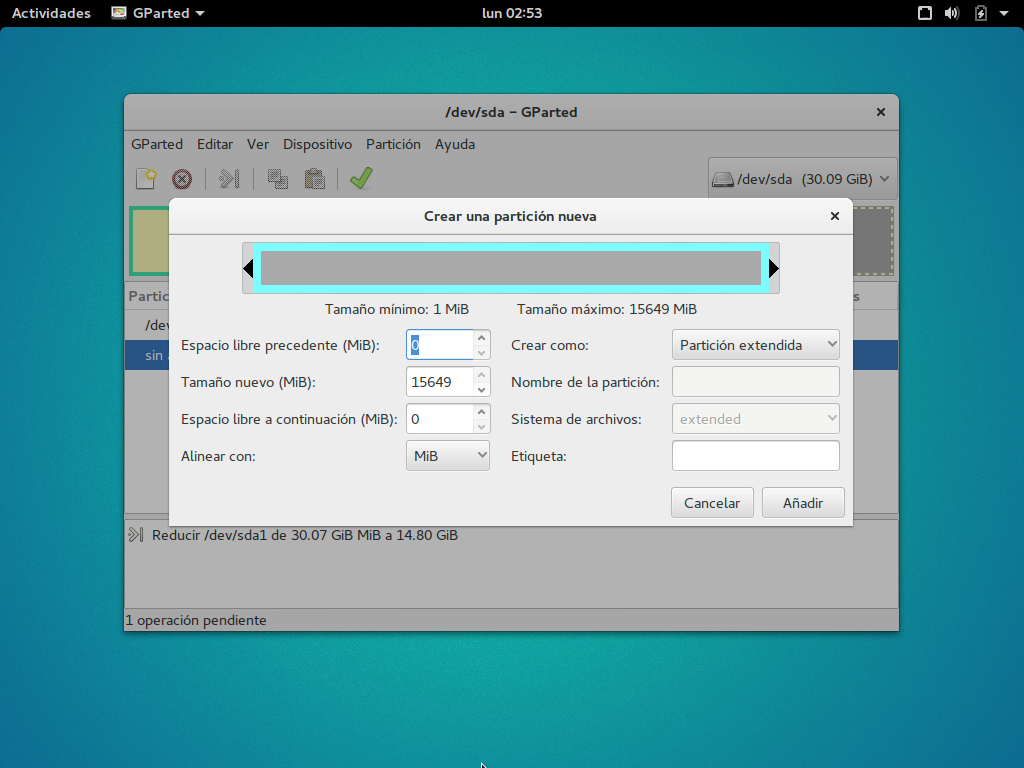 Actividades GParted lun 02:53
/dev/sda – GParted
GParted Editar Ver Dispositivo Partición Ayuda
/dev/sda (30.09 GiB)
Crear una partición nueva
Partic s
Tamaño mínimo: 1 MiB Tamaño máximo: 15649 MiB
/dev
sin
Espacio libre precedente (MiB): 0 Crear como: Partición extendida
Tamaño nuevo (MiB): 15649 Nombre de la partición:
Espacio libre a continuación (MiB): 0 Sistema de archivos: extended
Alinear con: MiB Etiqueta:
Cancelar Añadir
Reducir /dev/sda1 de 30.07 GiB MiB a 14.80 GiB
1 operación pendiente